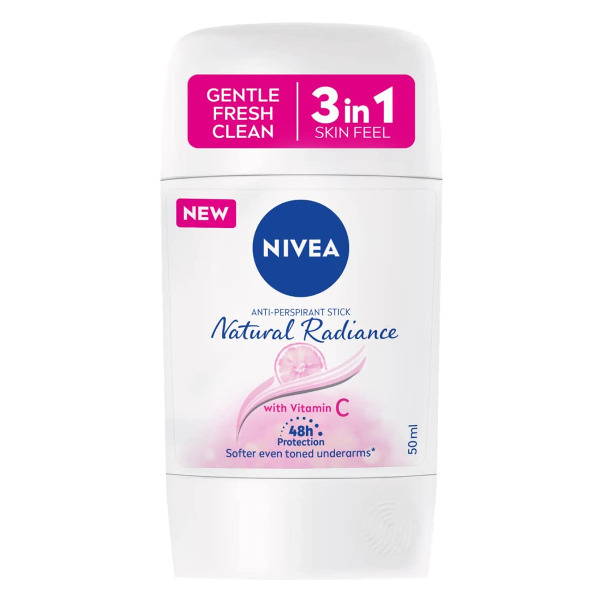 GENTLE
FRESH
CLEAN
3 in 1
SKIN FEEL
NEW
NIVEA
ANTI-PERSPIRANT STICK
Natural Radiance
with Vitamin C
48h
Protection
Softer even toned underarms*
50 ml